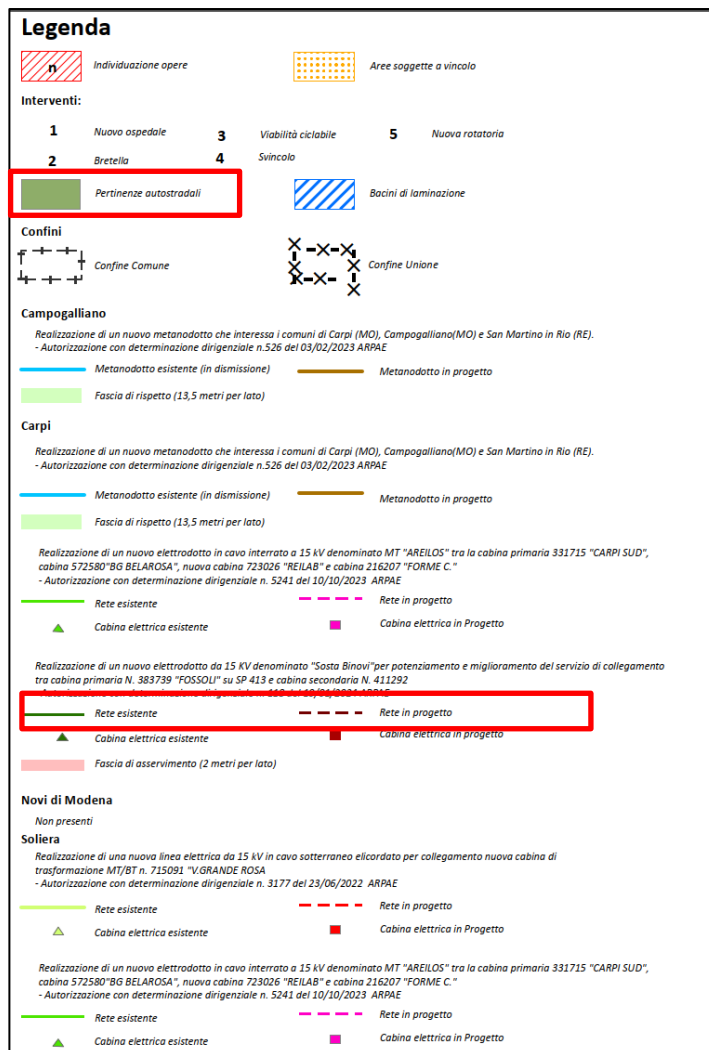 Legenda
n Individuazione opere Aree soggette a vincolo
Interventi:
1 Nuovo ospedale 3 Viabilità ciclabile 5 Nuova rotatoria
2 Bretella 4 Svincolo
Pertinenze autostradali Bacini di laminazione
Confini
Confine Comune Confine Unione
Campogalliano
Realizzazione di un nuovo metanodotto che interessa i comuni di Carpi (MO), Campogalliano(MO) e San Martino in Rio (RE).
- Autorizzazione con determinazione dirigenziale n.526 del 03/02/2023 ARPAE
Metanodotto esistente (in dismissione) Metanodotto in progetto
Fascia di rispetto (13,5 metri per lato)
Carpi
Realizzazione di un nuovo metanodotto che interessa i comuni di Carpi (MO), Campogalliano(MO) e San Martino in Rio (RE).
- Autorizzazione con determinazione dirigenziale n.526 del 03/02/2023 ARPAE
Metanodotto esistente (in dismissione) Metanodotto in progetto
Fascia di rispetto (13,5 metri per lato)
Realizzazione di un nuovo elettrodotto in cavo interrato a 15 kV denominato MT "AREILOS" tra la cabina primaria 331715 "CARPI SUD",
cabina 572580"BG BELAROSA", nuova cabina 723026 "REILAB" e cabina 216207 "FORME C."
- Autorizzazione con determinazione dirigenziale n. 5241 del 10/10/2023 ARPAE
Rete esistente Rete in progetto
Cabina elettrica esistente Cabina elettrica in Progetto
Realizzazione di un nuovo elettrodotto da 15 KV denominato "Sosta Binovi"per potenziamento e miglioramento del servizio di collegamento
tra cabina primaria N. 383739 "FOSSOLI" su SP 413 e cabina secondaria N. 411292
- Autorizzazione con determinazione dirigenziale n. del ARPAE
Rete esistente Rete in progetto
Cabina elettrica esistente Cabina elettrica in progetto
Fascia di asservimento (2 metri per lato)
Novi di Modena
Non presenti
Soliera
Realizzazione di una nuova linea elettrica da 15 kV in cavo sotterraneo elicordato per collegamento nuova cabina di
trasformazione MT/BT n. 715091 "V.GRANDE ROSA
- Autorizzazione con determinazione dirigenziale n. 3177 del 23/06/2022 ARPAE
Rete esistente Rete in progetto
Cabina elettrica esistente Cabina elettrica in Progetto
Realizzazione di un nuovo elettrodotto in cavo interrato a 15 kV denominato MT "AREILOS" tra la cabina primaria 331715 "CARPI SUD",
cabina 572580"BG BELAROSA", nuova cabina 723026 "REILAB" e cabina 216207 "FORME C."
- Autorizzazione con determinazione dirigenziale n. 5241 del 10/10/2023 ARPAE
Rete esistente Rete in progetto
Cabina elettrica esistente Cabina elettrica in Progetto